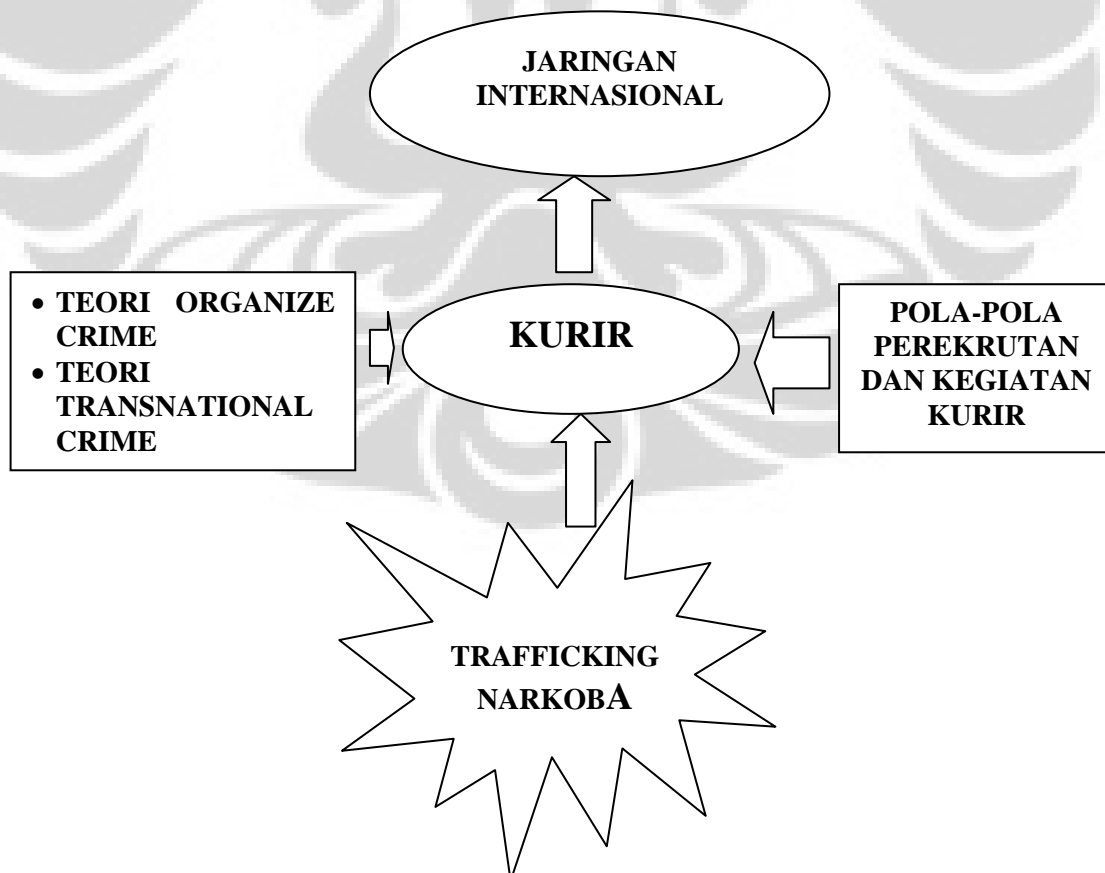 JARINGAN
INTERNASIONAL
• TEORI ORGANIZE
CRIME
• TEORI
TRANSNATIONAL
CRIME
KURIR
POLA-POLA
PEREKRUTAN
DAN KEGIATAN
KURIR
TRAFFICKING
NARKOBA